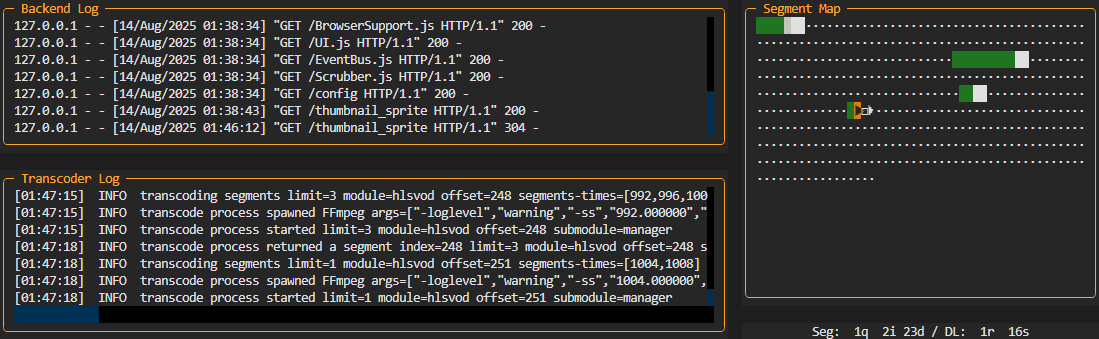 Backend Log
127.0.0.1 - - [14/Aug/2025 01:38:34] "GET /BrowserSupport.js HTTP/1.1" 200 -
127.0.0.1 - - [14/Aug/2025 01:38:34] "GET /UI.js HTTP/1.1" 200 -
127.0.0.1 - - [14/Aug/2025 01:38:34] "GET /EventBus.js HTTP/1.1" 200 -
127.0.0.1 - - [14/Aug/2025 01:38:34] "GET /Scrubber.js HTTP/1.1" 200 -
127.0.0.1 - - [14/Aug/2025 01:38:34] "GET /config HTTP/1.1" 200 -
127.0.0.1 - - [14/Aug/2025 01:38:43] "GET /thumbnail_sprite HTTP/1.1" 200 -
127.0.0.1 - - [14/Aug/2025 01:46:12] "GET /thumbnail_sprite HTTP/1.1" 304 -
Transcoder Log
[01:47:15] INFO transcoding segments limit=3 module=hlsvod offset=248 segments-times=[992,996,100
[01:47:15] INFO transcode process spawned FFmpeg args=["-loglevel","warning","-ss","992.000000","
[01:47:15] INFO transcode process started limit=3 module=hlsvod offset=248 submodule=manager
[01:47:18] INFO transcode process returned a segment index=248 limit=3 module=hlsvod offset=248 s
[01:47:18] INFO transcoding segments limit=1 module=hlsvod offset=251 segments-times=[1004,1008]
[01:47:18] INFO transcode process spawned FFmpeg args=["-loglevel","warning","-ss","1004.000000",
[01:47:18] INFO transcode process started limit=1 module=hlsvod offset=251 submodule=manager
Segment Map
Seg: 1q 2i 23d / DL: 1r 16s